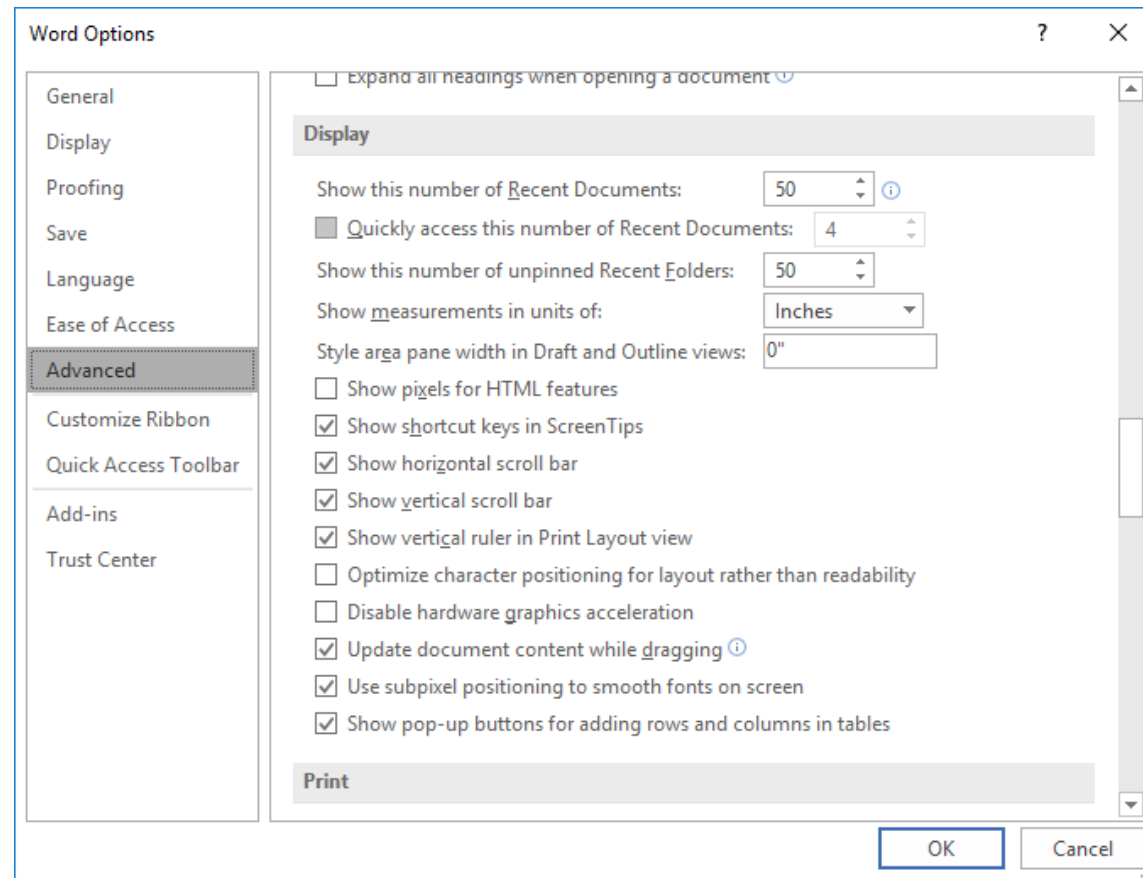 Word Options
?
General
Display
Proofing
Save
Language
Ease of Access
Advanced
Customize Ribbon
Quick Access Toolbar
Add-ins
Trust Center
Expand all headings when opening a document
Display
Show this number of Recent Documents: 50
Quickly access this number of Recent Documents: 4
Show this number of unpinned Recent Folders: 50
Show measurements in units of: Inches
Style area pane width in Draft and Outline views: 0"
Show pixels for HTML features
Show shortcut keys in ScreenTips
Show horizontal scroll bar
Show vertical scroll bar
Show vertical ruler in Print Layout view
Optimize character positioning for layout rather than readability
Disable hardware graphics acceleration
Update document content while dragging
Use subpixel positioning to smooth fonts on screen
Show pop-up buttons for adding rows and columns in tables
Print
OK Cancel